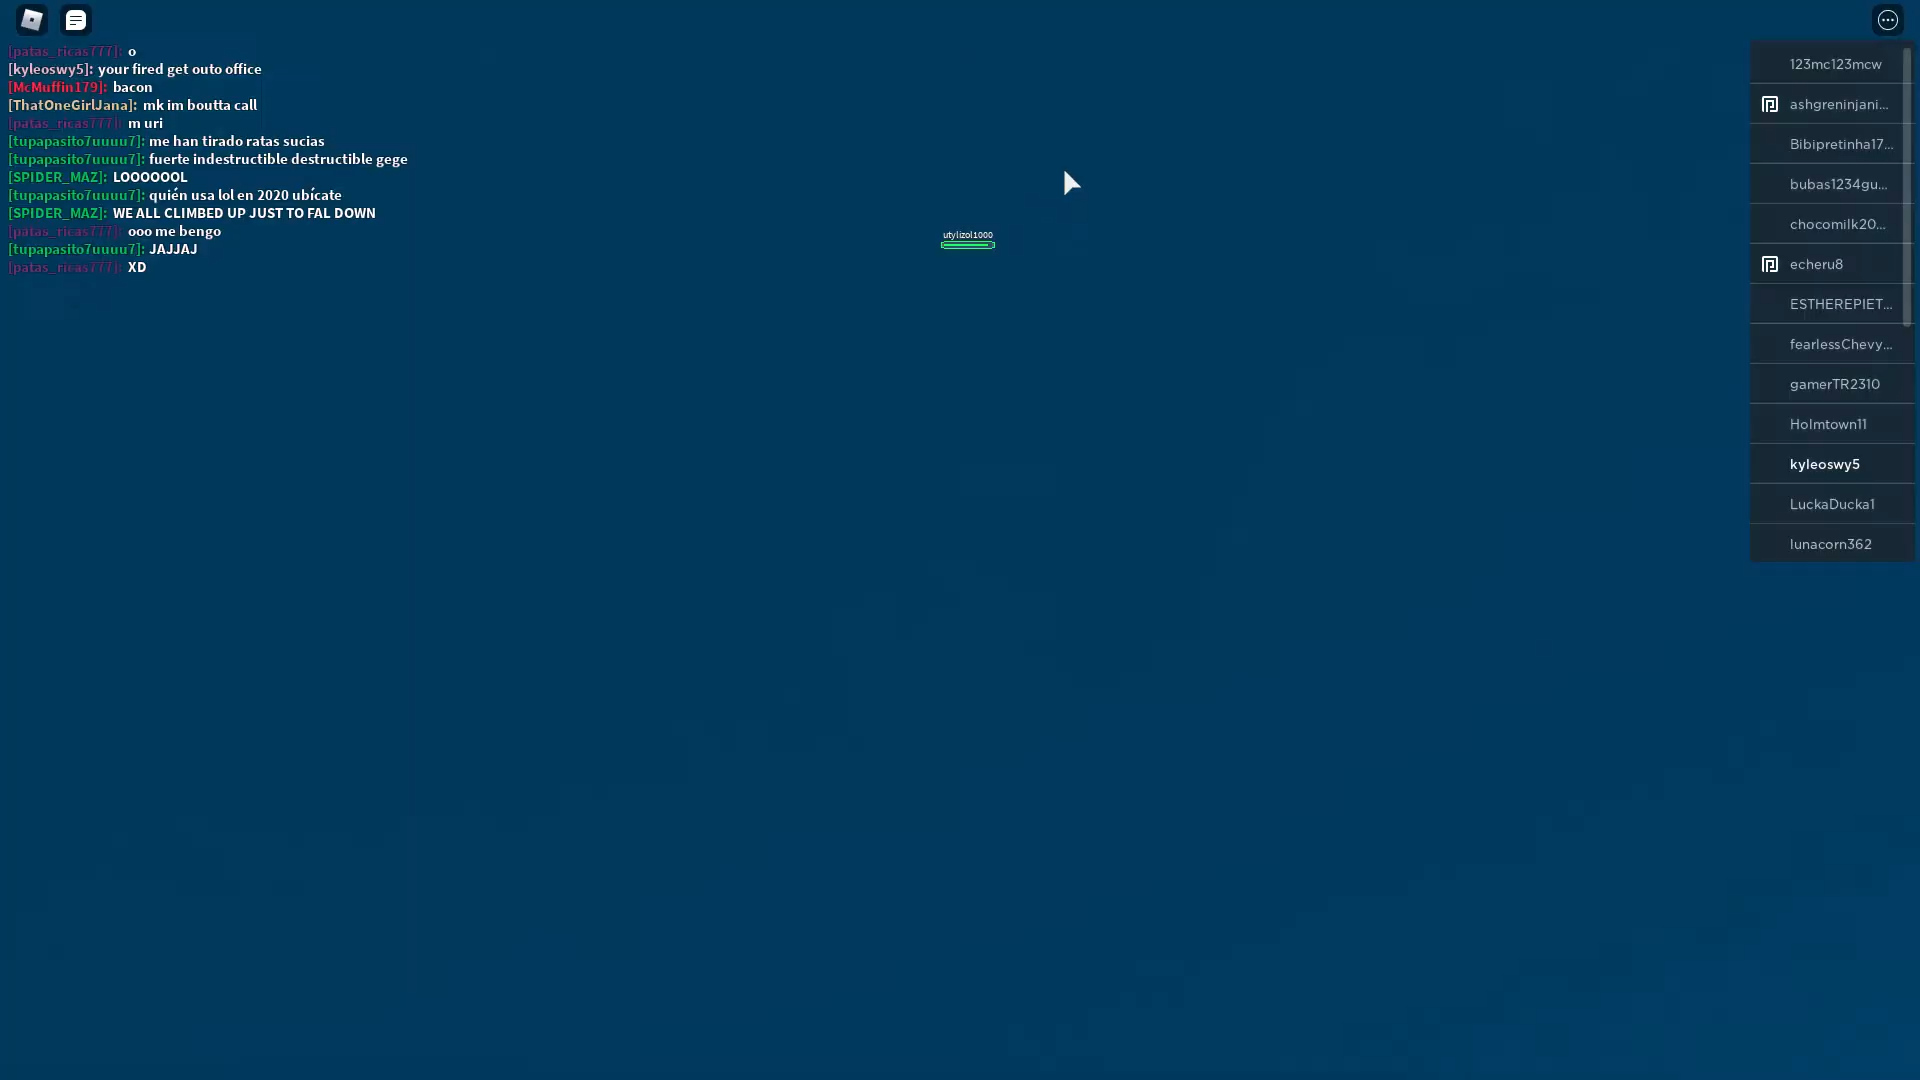 [patas_ricas777]: o
[kyleoswy5]: your fired get outo office
[McMuffin179]: bacon
[ThatOneGirlJana]: mk im boutta call
[patas_ricas777]: m uri
[tupapasito7uuuu7]: me han tirado ratas sucias
[tupapasito7uuuu7]: fuerte indestructible destructible gege
[SPIDER_MAZ]: LOOOOOOL
[tupapasito7uuuu7]: quién usa lol en 2020 ubícate
[SPIDER_MAZ]: WE ALL CLIMBED UP JUST TO FAL DOWN
[patas_ricas777]: ooo me bengo
[tupapasito7uuuu7]: JAJJAJ
[patas_ricas777]: XD
utylizol1000
123mc123mcw
ashgreninjani...
Bibipretinha17...
bubas1234gu...
chocomilk20...
echeru8
ESTHEREPIET...
fearlessChevy...
gamerTR2310
Holmtown11
kyleoswy5
LuckaDucka1
lunacorn362